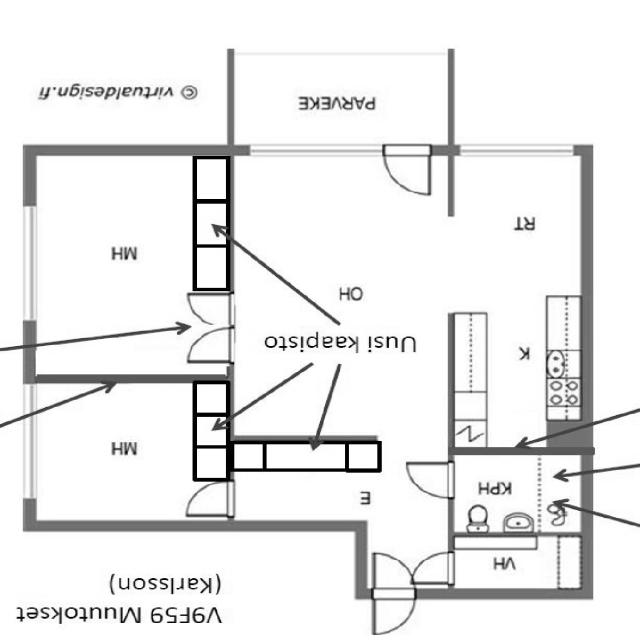 V9F59 Muutokset
(Karlsson)
VH
KPH
E
MH
K
Uusi kaapisto
OH
MH
RT
PARVEKE
© virtualdesign.fi